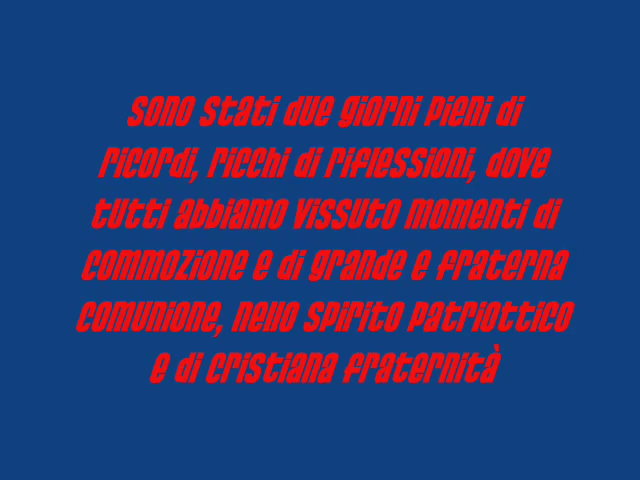 sono stati due giorni pieni di
ricordi, ricchi di riflessioni, dove
tutti abbiamo vissuto momenti di
commozione e di grande e fraterna
comunione, nello spirito patriottico
e di cristiana fraternità